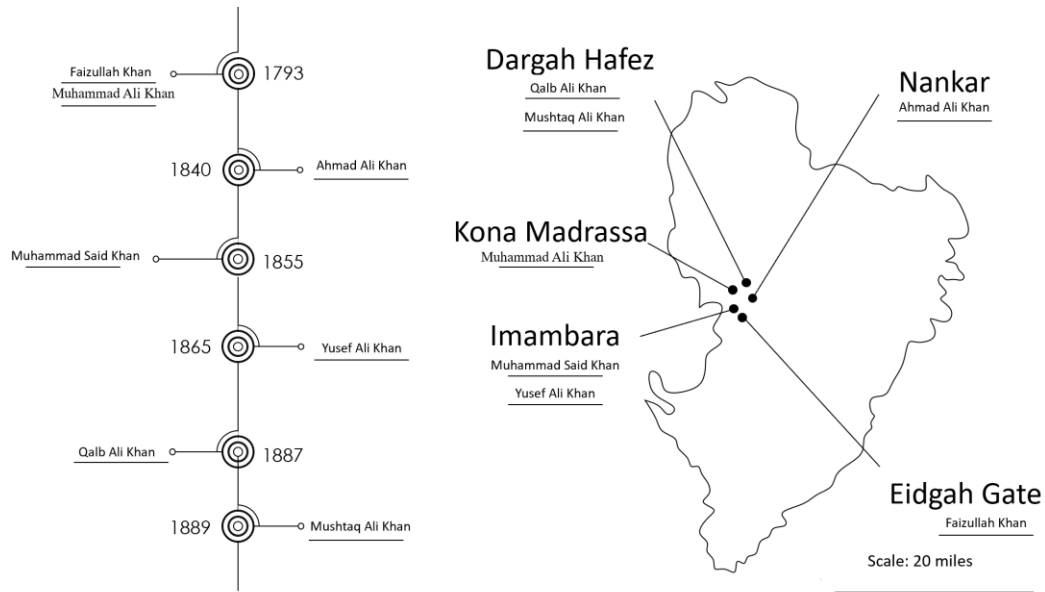 Faizullah Khan
Muhammad Ali Khan
1793
1840
Ahmad Ali Khan
Muhammad Said Khan
1855
1865
Yusef Ali Khan
Qalb Ali Khan
1887
1889
Mushtaq Ali Khan
Dargah Hafez
Qalb Ali Khan
Mushtaq Ali Khan
Nankar
Ahmad Ali Khan
Kona Madrassa
Muhammad Ali Khan
Imambara
Muhammad Said Khan
Yusef Ali Khan
Eidgah Gate
Faizullah Khan
Scale: 20 miles